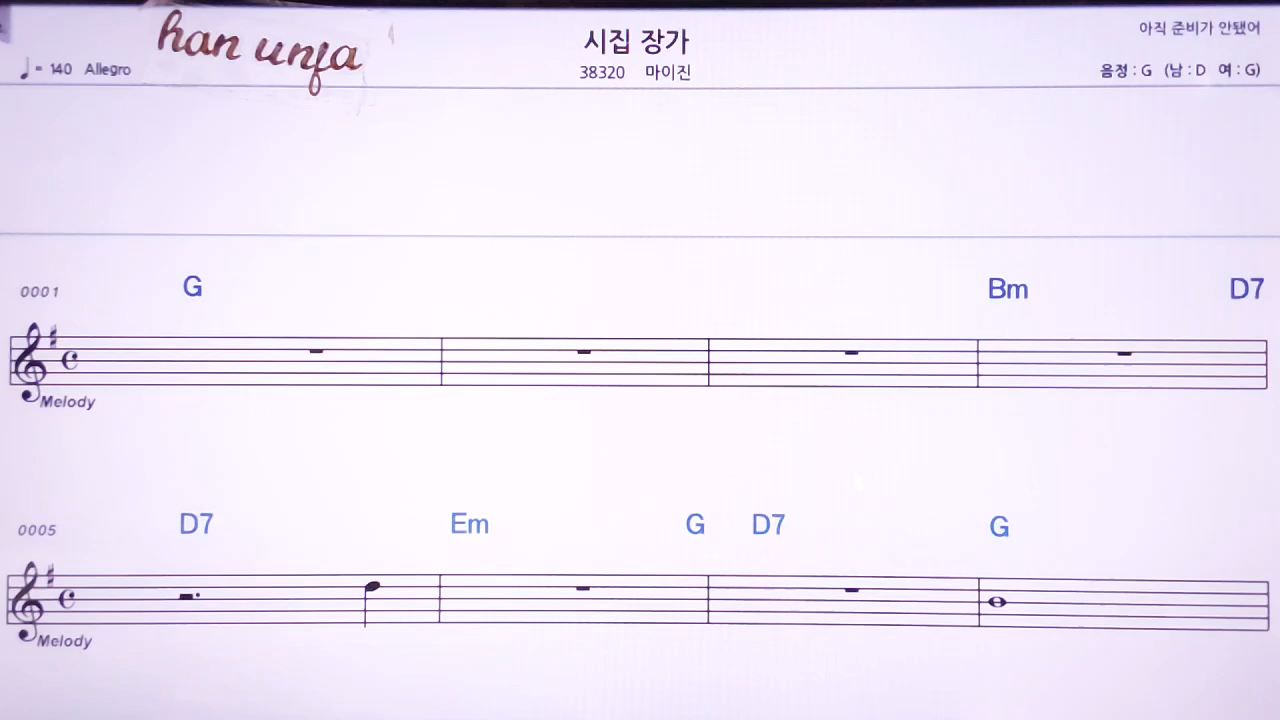 han unja
시집 장가
아직 준비가 안됐어
♩= 140 Allegro
38320 마이진
음정 : G (남 : D 여 : G)
0001 G Bm D7
Melody
0005 D7 Em G D7 G
Melody